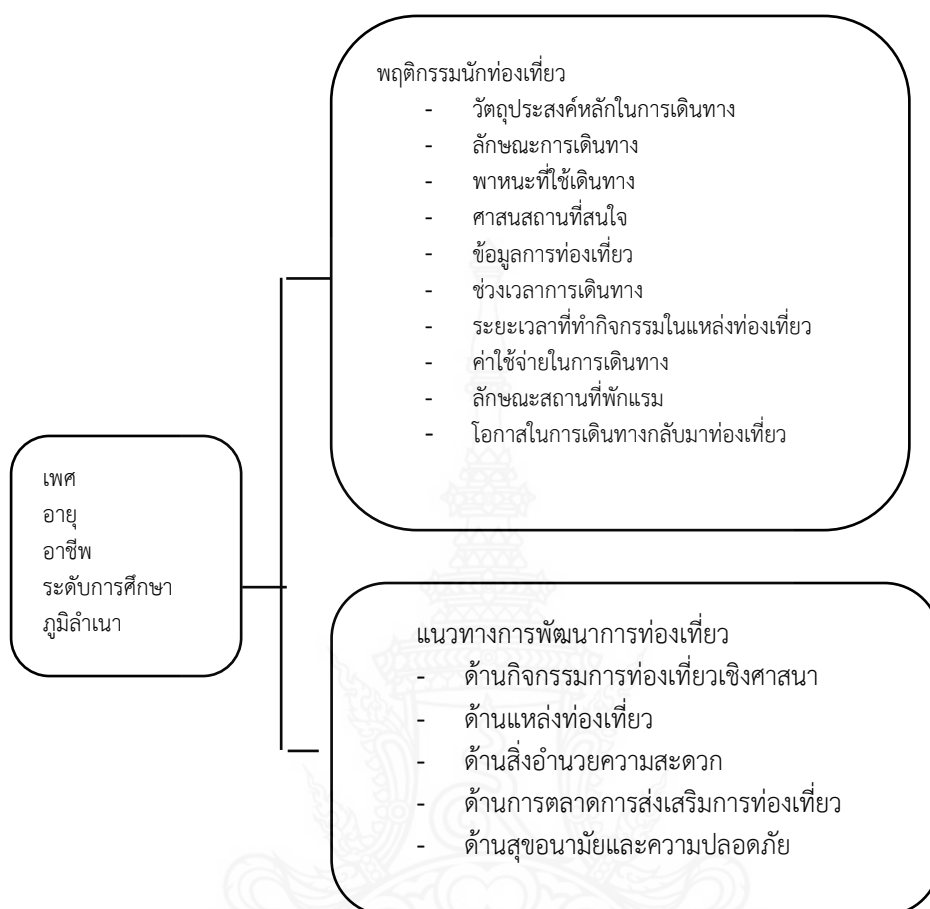 พฤติกรรมนักท่องเที่ยว
- วัตถุประสงค์หลักในการเดินทาง
- ลักษณะการเดินทาง
- พาหนะที่ใช้เดินทาง
- ศาสนสถานที่สนใจ
- ข้อมูลการท่องเที่ยว
- ช่วงเวลาการเดินทาง
- ระยะเวลาที่ทำกิจกรรมในแหล่งท่องเที่ยว
- ค่าใช้จ่ายในการเดินทาง
- ลักษณะสถานที่พักแรม
- โอกาสในการเดินทางกลับมาท่องเที่ยว
เพศ
อายุ
อาชีพ
ระดับการศึกษา
ภูมิลำเนา
แนวทางการพัฒนาการท่องเที่ยว
- ด้านกิจกรรมการท่องเที่ยวเชิงศาสนา
- ด้านแหล่งท่องเที่ยว
- ด้านสิ่งอำนวยความสะดวก
- ด้านการตลาดการส่งเสริมการท่องเที่ยว
- ด้านสุขอนามัยและความปลอดภัย